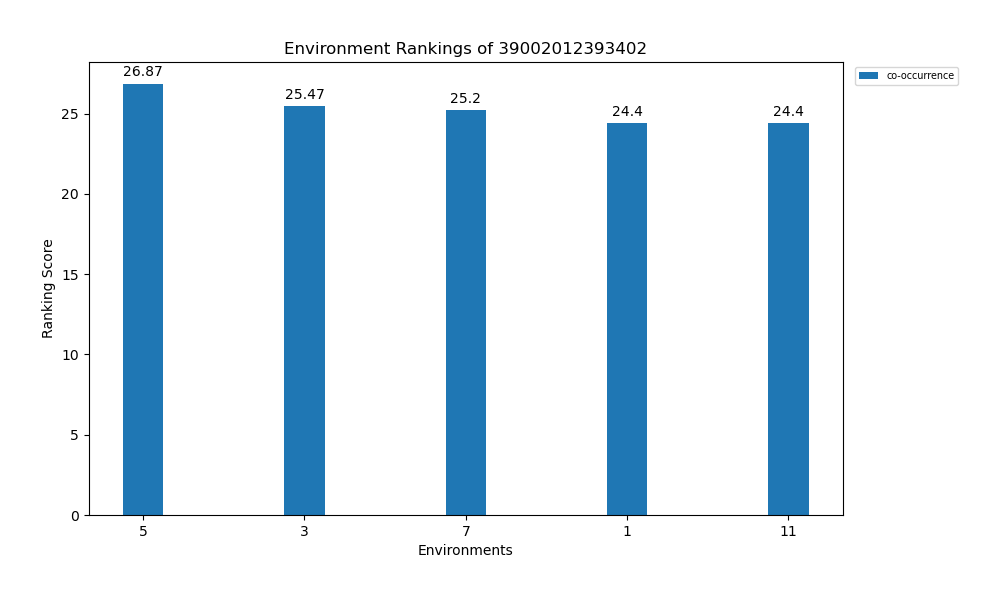 Environment Rankings of 39002012393402
co-occurrence
26.87
25.47
25.2
24.4
24.4
Ranking Score
25
20
15
10
5
0
5 3 7 1 11
Environments